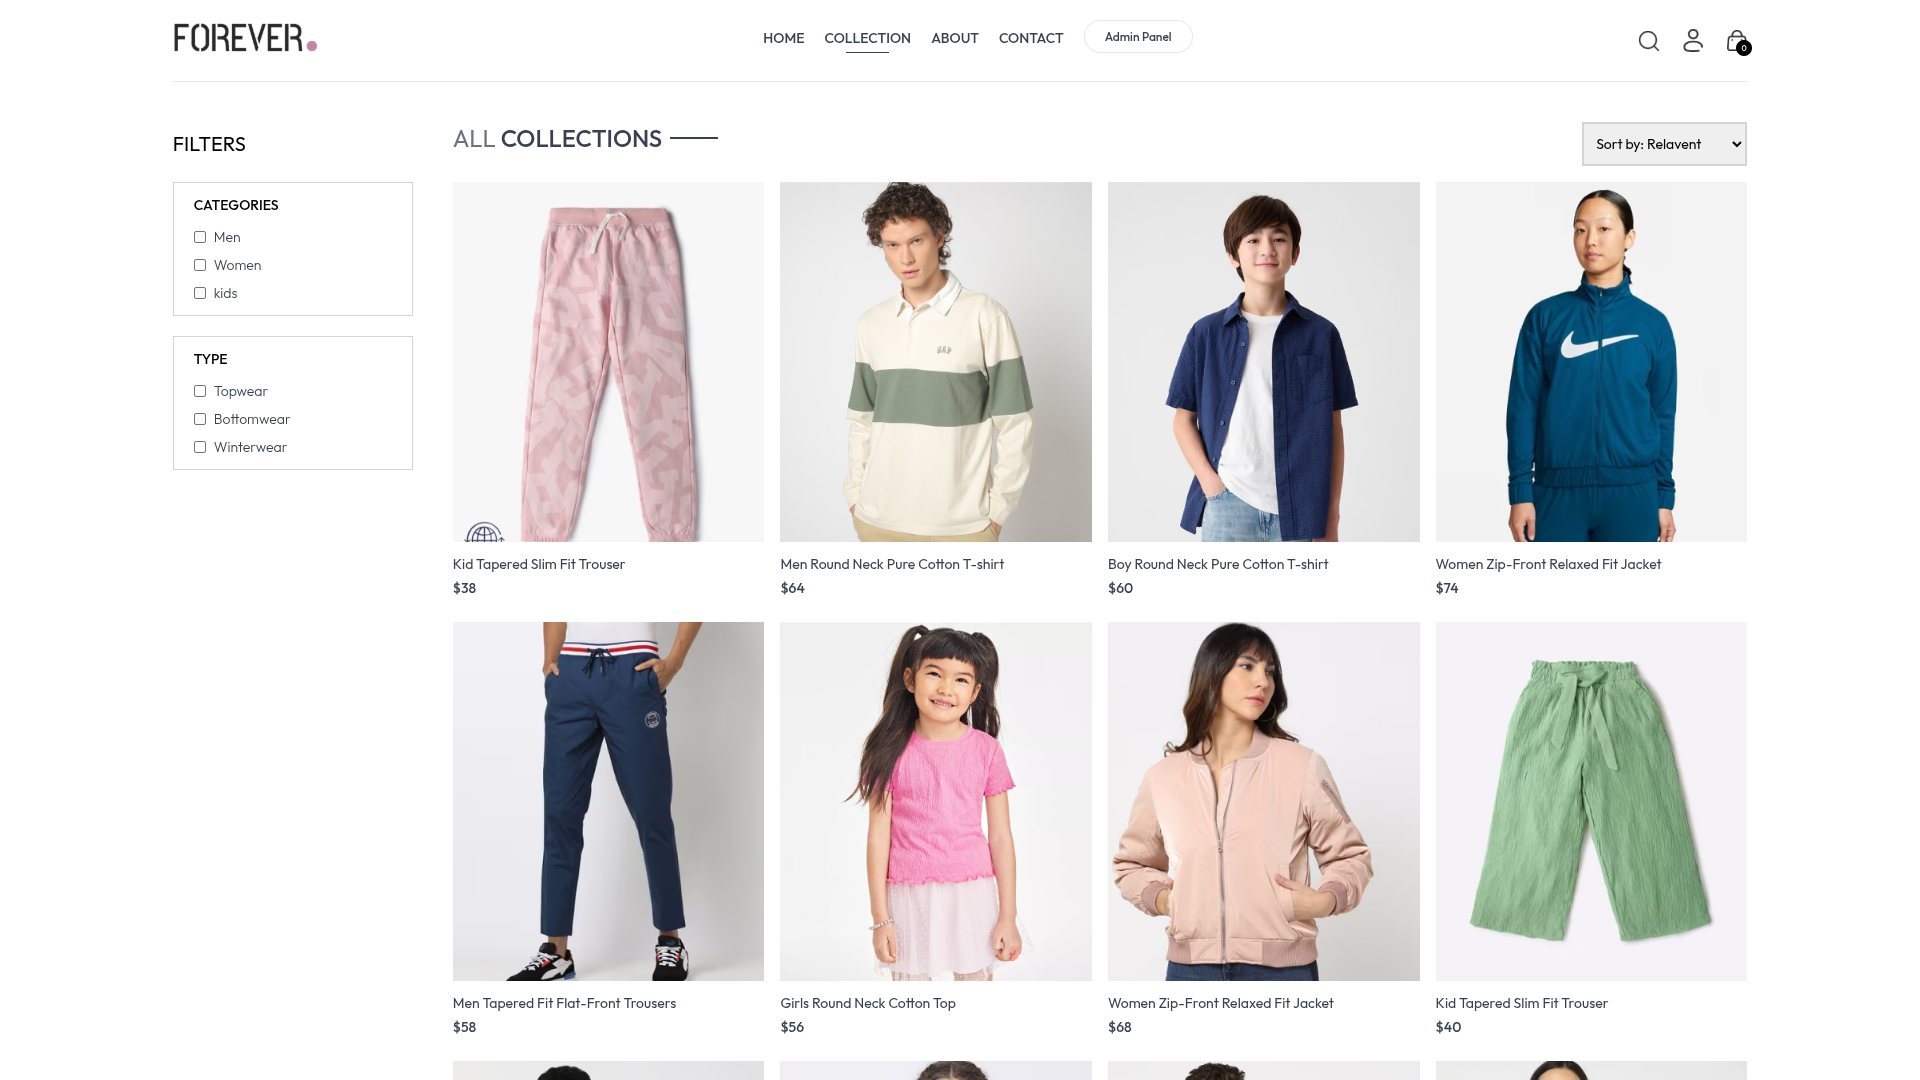 FOREVER.
HOME COLLECTION ABOUT CONTACT Admin Panel
0
FILTERS
CATEGORIES
Men
Women
kids
TYPE
Topwear
Bottomwear
Winterwear
ALL COLLECTIONS
Sort by: Relavent
GAP
Kid Tapered Slim Fit Trouser
$38
Men Round Neck Pure Cotton T-shirt
$64
Boy Round Neck Pure Cotton T-shirt
$60
Women Zip-Front Relaxed Fit Jacket
$74
Men Tapered Fit Flat-Front Trousers
$58
Girls Round Neck Cotton Top
$56
Women Zip-Front Relaxed Fit Jacket
$68
Kid Tapered Slim Fit Trouser
$40